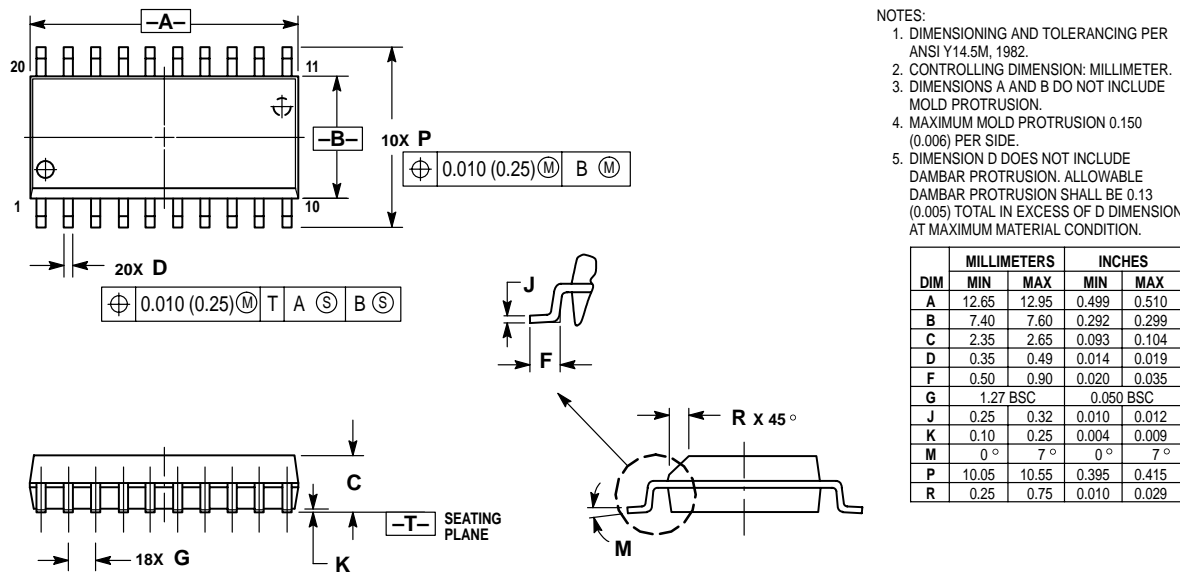 –A–
20
11
–B–
10X P
⌖ 0.010 (0.25) Ⓜ B Ⓜ
1
10
20X D
⌖ 0.010 (0.25) Ⓜ T A Ⓢ B Ⓢ
J
F
R X 45°
C
–T– SEATING
PLANE
M
K
18X G
NOTES:
1. DIMENSIONING AND TOLERANCING PER
ANSI Y14.5M, 1982.
2. CONTROLLING DIMENSION: MILLIMETER.
3. DIMENSIONS A AND B DO NOT INCLUDE
MOLD PROTRUSION.
4. MAXIMUM MOLD PROTRUSION 0.150
(0.006) PER SIDE.
5. DIMENSION D DOES NOT INCLUDE
DAMBAR PROTRUSION. ALLOWABLE
DAMBAR PROTRUSION SHALL BE 0.13
(0.005) TOTAL IN EXCESS OF D DIMENSION
AT MAXIMUM MATERIAL CONDITION.
MILLIMETERS INCHES
DIM MIN MAX MIN MAX
A 12.65 12.95 0.499 0.510
B 7.40 7.60 0.292 0.299
C 2.35 2.65 0.093 0.104
D 0.35 0.49 0.014 0.019
F 0.50 0.90 0.020 0.035
G 1.27 BSC 0.050 BSC
J 0.25 0.32 0.010 0.012
K 0.10 0.25 0.004 0.009
M 0° 7° 0° 7°
P 10.05 10.55 0.395 0.415
R 0.25 0.75 0.010 0.029